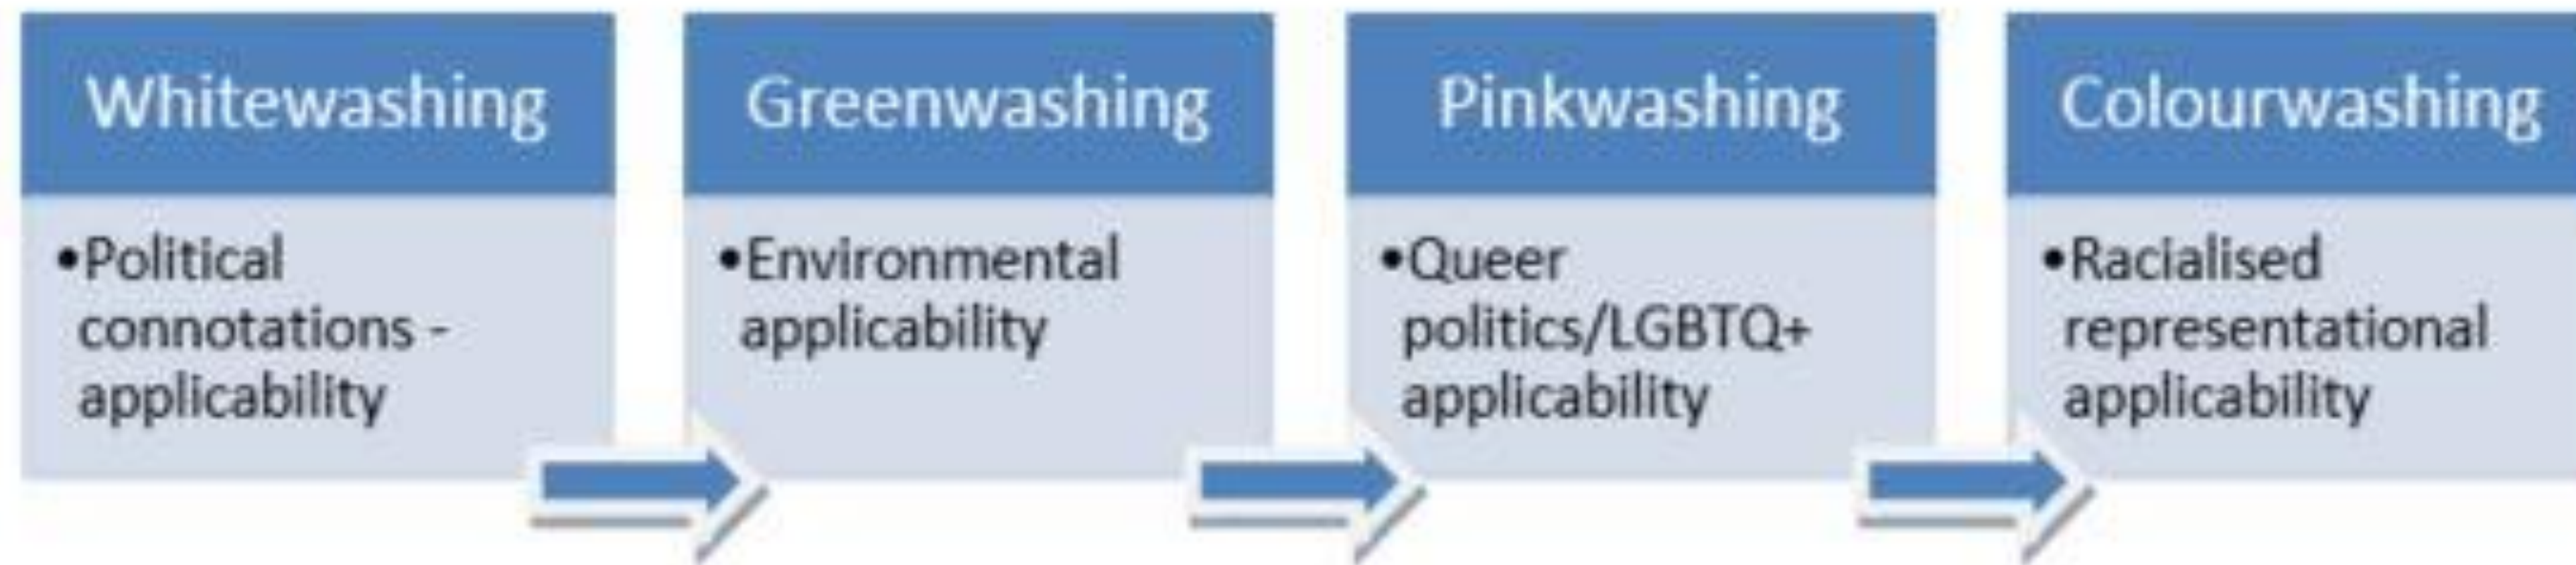 Whitewashing
•Political
connotations -
applicability
Greenwashing
•Environmental
applicability
Pinkwashing
•Queer
politics/LGBTQ+
applicability
Colourwashing
•Racialised
representational
applicability